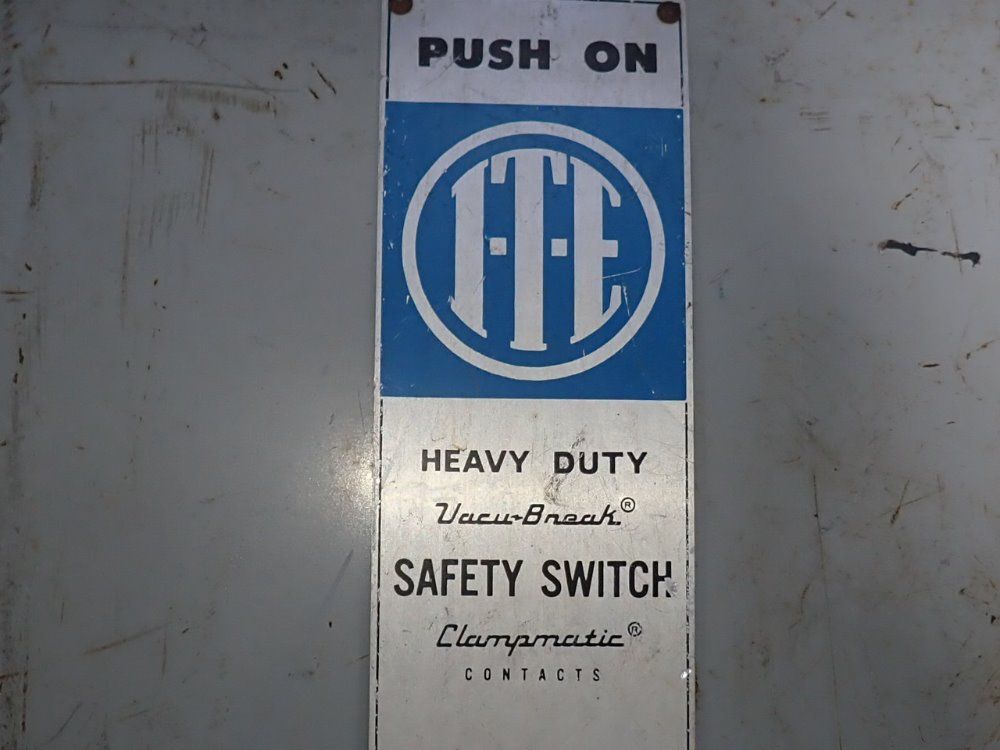 PUSH ON
I-T-E
HEAVY DUTY
Vacu-Break®
SAFETY SWITCH
Clampmatic®
CONTACTS